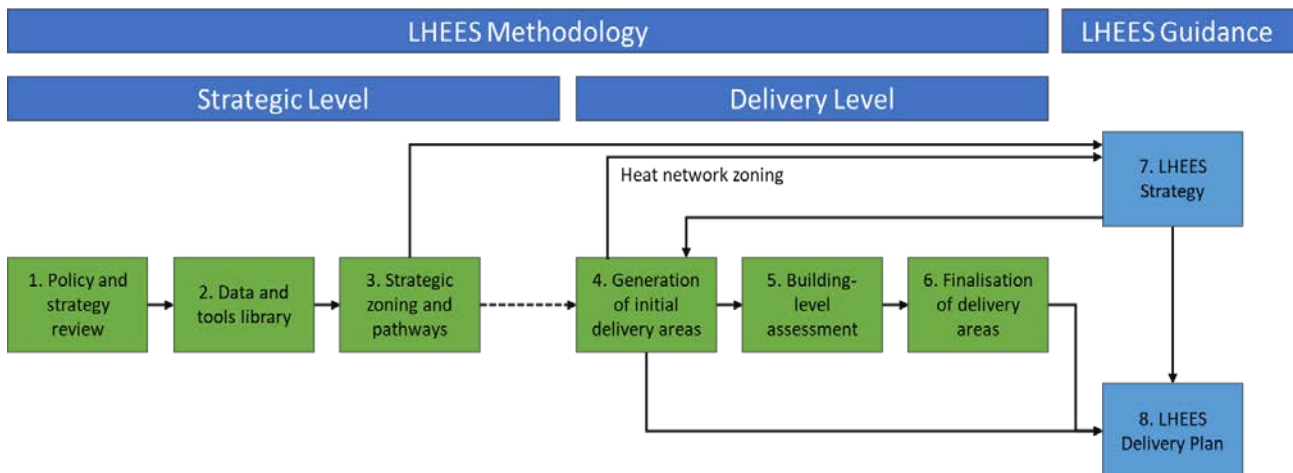 LHEES Methodology
LHEES Guidance
Strategic Level
Delivery Level
Heat network zoning
7. LHEES
Strategy
1. Policy and
strategy
review
2. Data and
tools library
3. Strategic
zoning and
pathways
4. Generation
of initial
delivery areas
5. Building-
level
assessment
6. Finalisation
of delivery
areas
8. LHEES
Delivery Plan